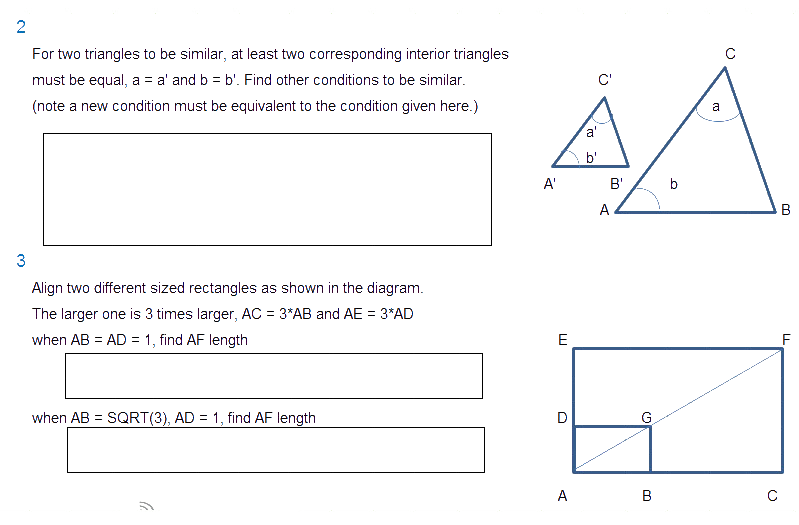 2
For two triangles to be similar, at least two corresponding interior triangles
must be equal, a = a' and b = b'. Find other conditions to be similar.
(note a new condition must be equivalent to the condition given here.)
C
C'
a
a'
b'
A'
B'
b
A
B
3
Align two different sized rectangles as shown in the diagram.
The larger one is 3 times larger, AC = 3*AB and AE = 3*AD
when AB = AD = 1, find AF length
E
F
when AB = SQRT(3), AD = 1, find AF length
D
G
A
B
C